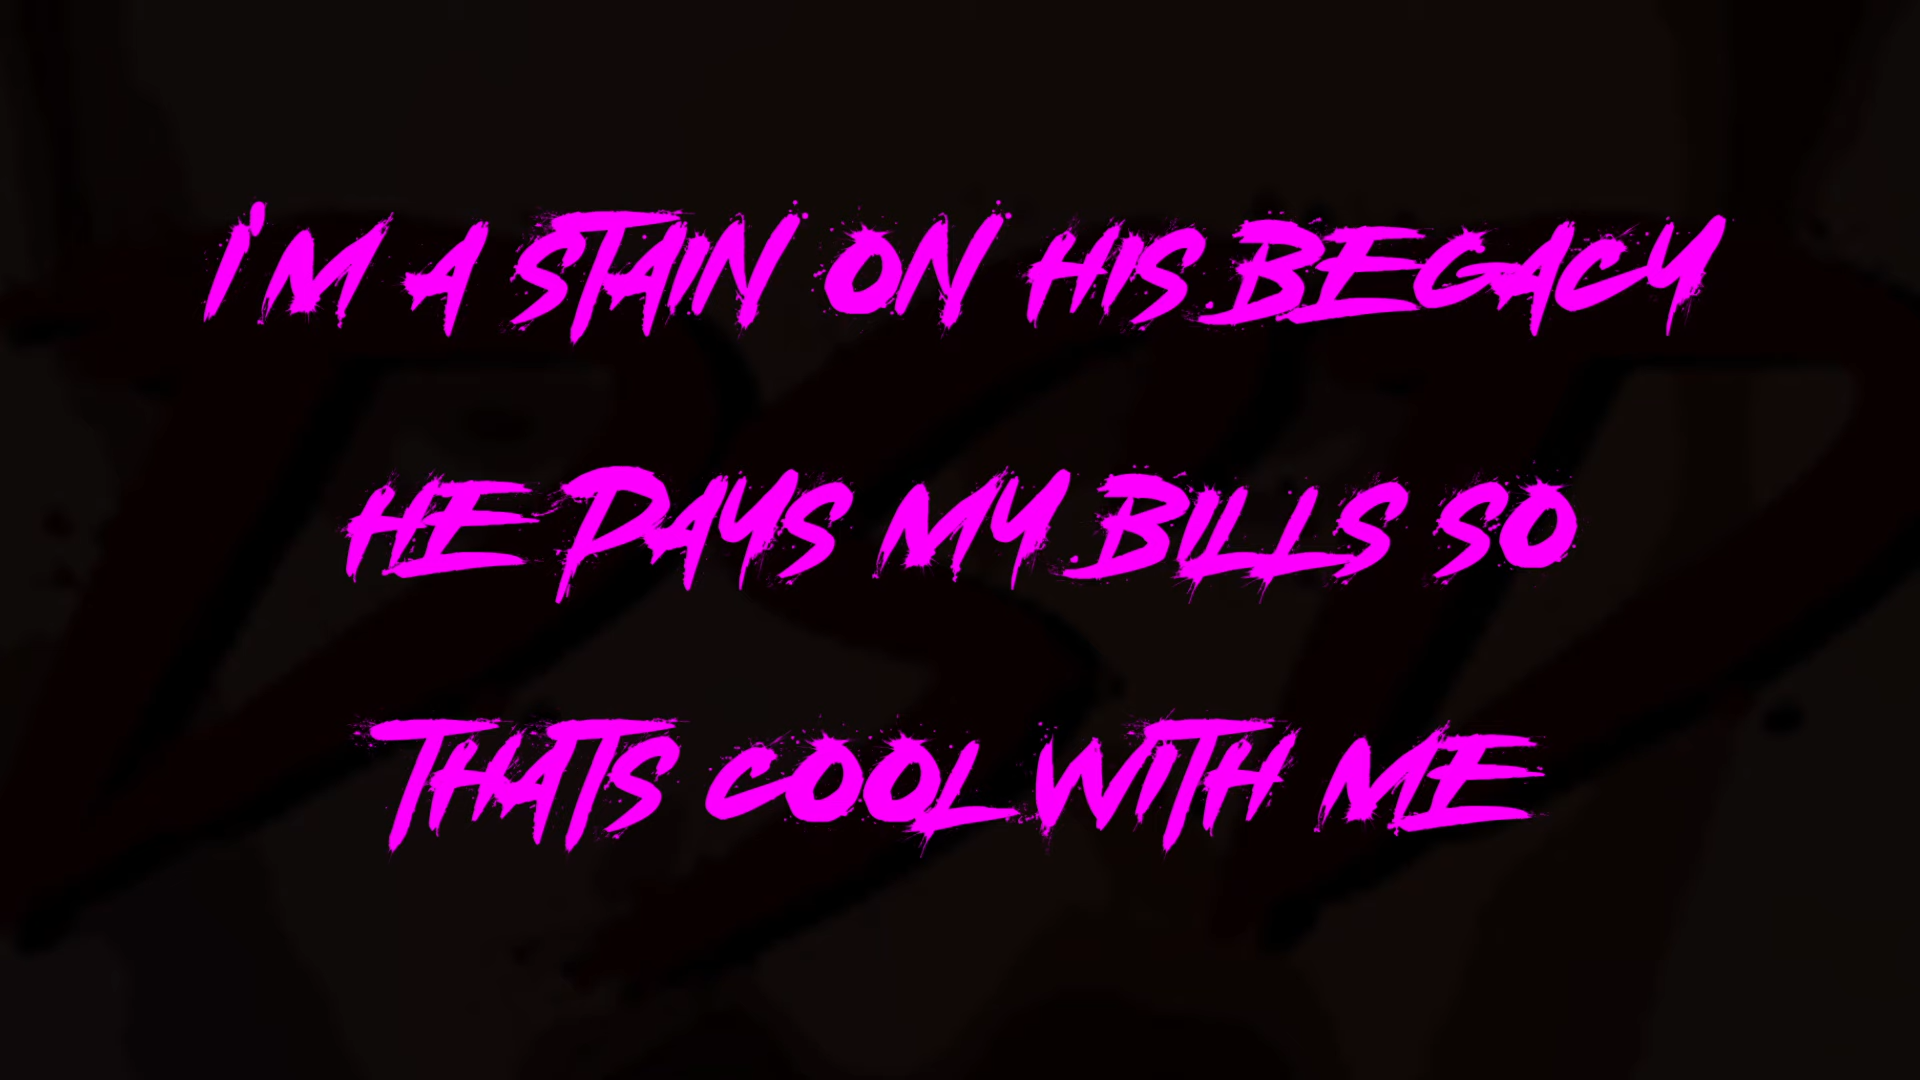 I'M A STAIN ON HIS BEGACY
HE PAYS MY BILLS SO
THATS COOL WITH ME